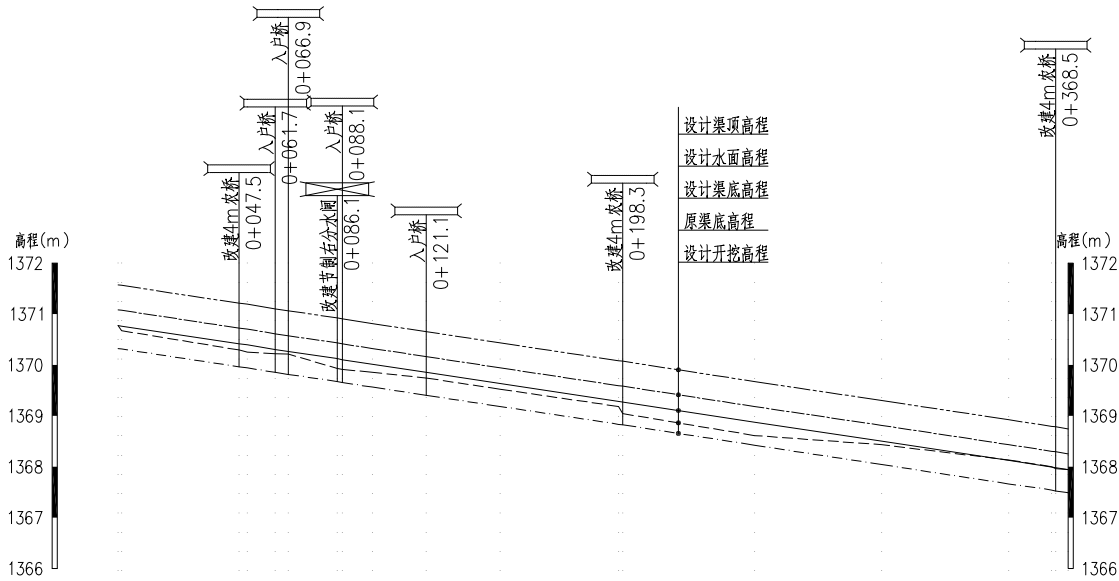 入户桥
0+066.9
入户桥
0+061.7
入户桥
0+088.1
改建4m农桥
0+047.5
改建节制右分水闸
0+086.1
入户桥
0+121.1
改建4m农桥
0+198.3
设计渠顶高程
设计水面高程
设计渠底高程
原渠底高程
设计开挖高程
改建4m农桥
0+368.5
高程(m)
1372
1371
1370
1369
1368
1367
1366
高程(m)
1372
1371
1370
1369
1368
1367
1366